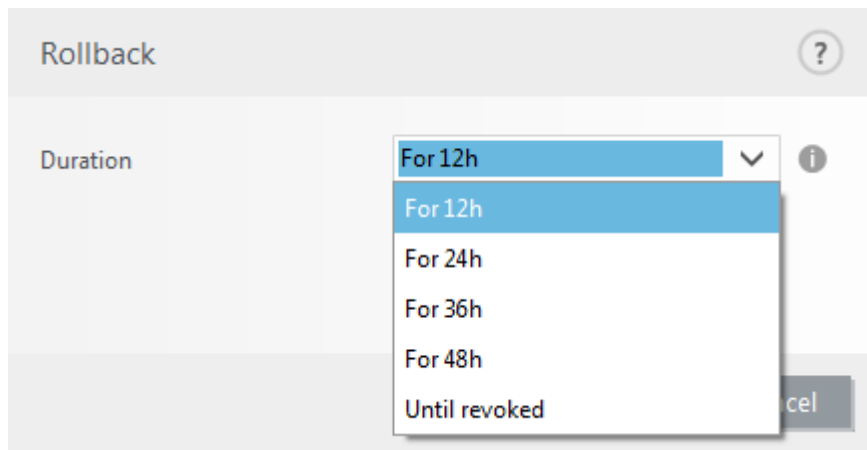 Rollback
?
Duration
For 12h
i
For 12h
For 24h
For 36h
For 48h
Until revoked